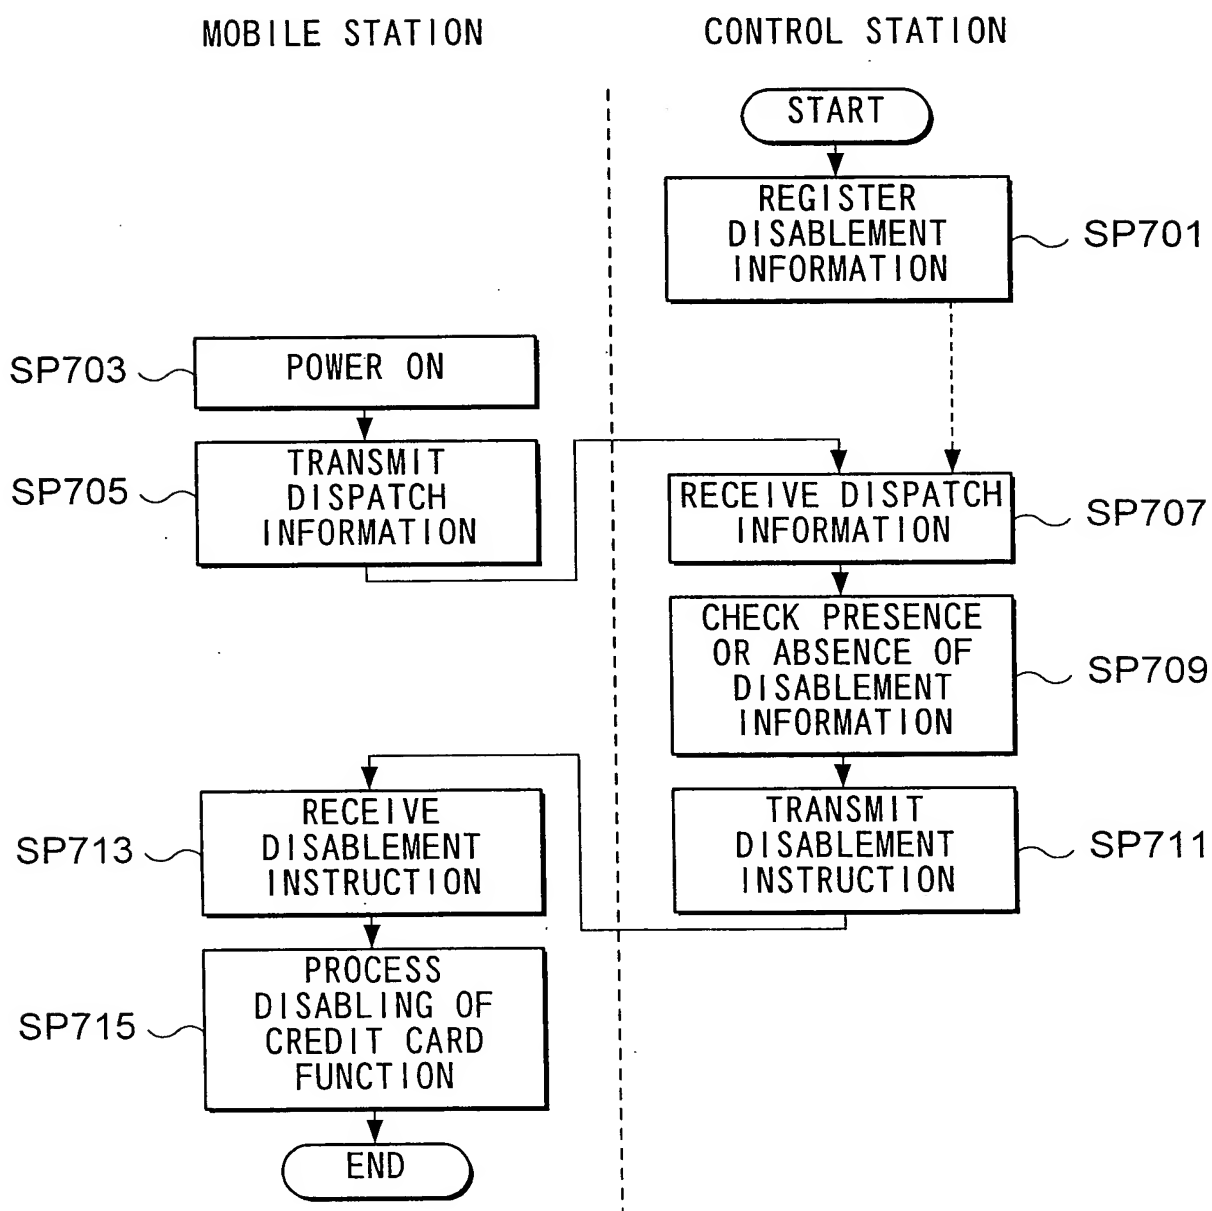 MOBILE STATION
CONTROL STATION
START
REGISTER
DISABLEMENT
INFORMATION
SP701
SP703
POWER ON
SP705
TRANSMIT
DISPATCH
INFORMATION
RECEIVE DISPATCH
INFORMATION
SP707
CHECK PRESENCE
OR ABSENCE OF
DISABLEMENT
INFORMATION
SP709
TRANSMIT
DISABLEMENT
INSTRUCTION
SP711
SP713
RECEIVE
DISABLEMENT
INSTRUCTION
SP715
PROCESS
DISABLING OF
CREDIT CARD
FUNCTION
END